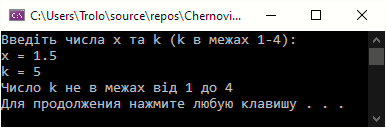 C:\Users\Trolo\source\repos\Chernovi...
Введіть числа x та k (k в межах 1-4):
x = 1.5
k = 5
Число k не в межах від 1 до 4
Для продолжения нажмите любую клавишу . . .